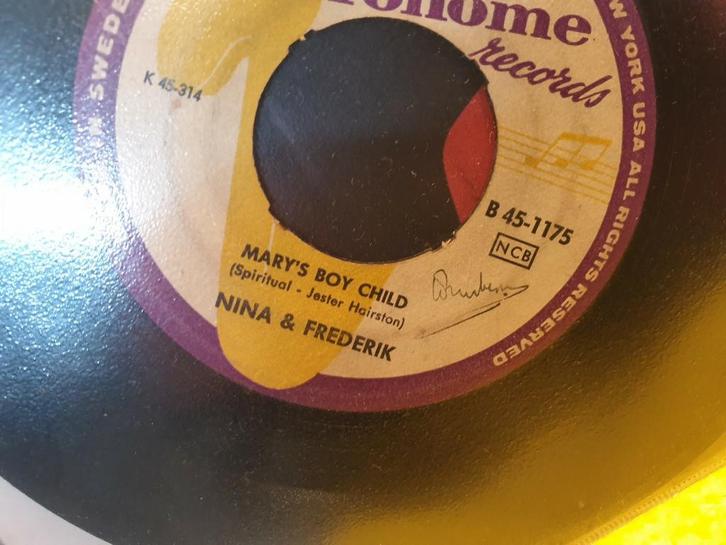 ronome
records
IN SWEDE
W YORK USA ALL RIGHTS RESERVED
K 45-314
B 45-1175
NCB
MARY'S BOY CHILD
(Spiritual - Jester Hairston)
NINA & FREDERIK